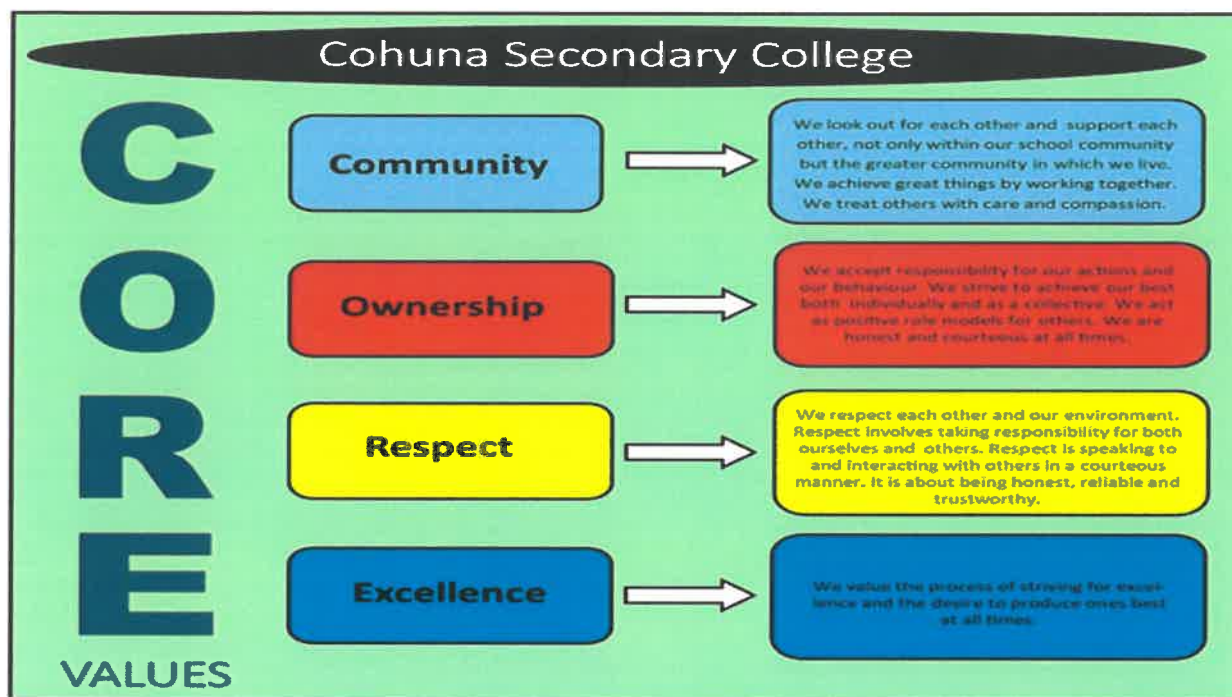 Cohuna Secondary College
C
Community
We look out for each other and support each
other, not only within our school community
but the greater community in which we live.
We achieve great things by working together.
We treat others with care and compassion.
O
Ownership
We accept responsibility for our actions and
our behaviour. We strive to achieve our best
both individually and as a collective. We act
as positive role models for others. We are
honest and courteous at all times.
R
Respect
We respect each other and our environment.
Respect involves taking responsibility for both
ourselves and others. Respect is speaking to
and interacting with others in a courteous
manner. It is about being honest, reliable and
trustworthy.
E
Excellence
We value the process of striving for excel-
lence and the desire to produce ones best
at all times.
VALUES